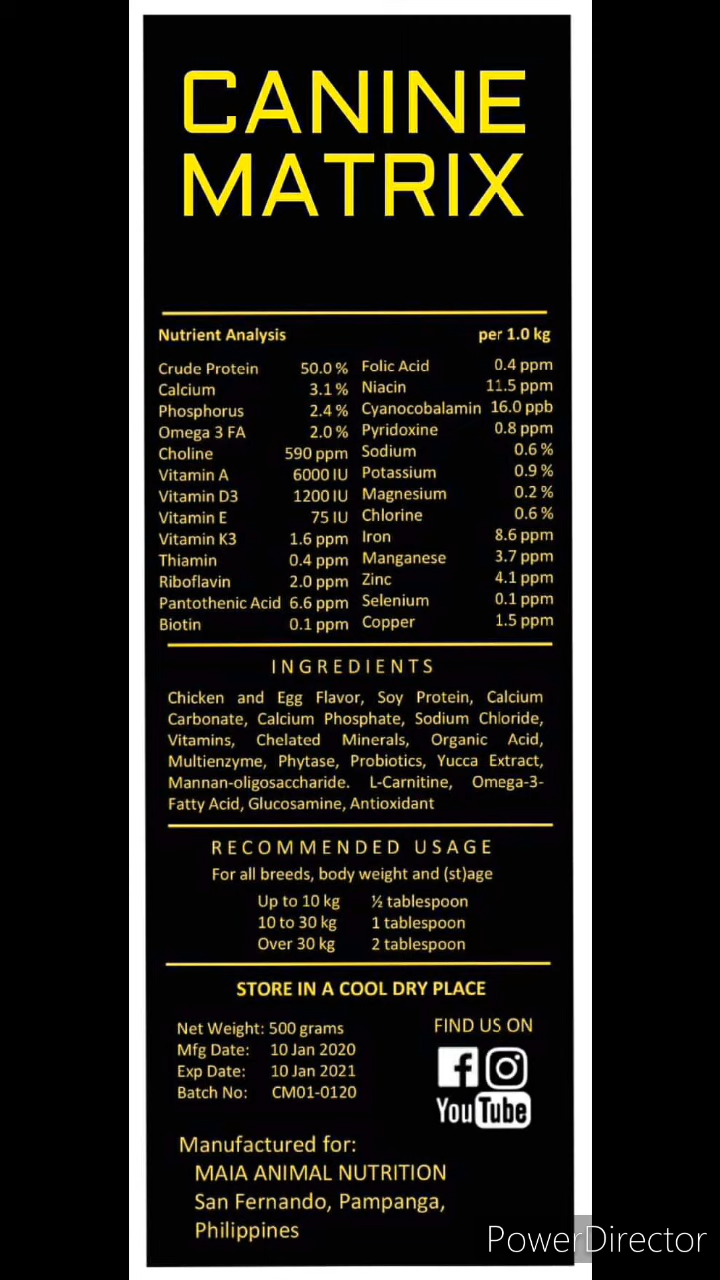 CANINE
MATRIX
Nutrient Analysis per 1.0 kg
Crude Protein 50.0 % Folic Acid 0.4 ppm
Calcium 3.1 % Niacin 11.5 ppm
Phosphorus 2.4 % Cyanocobalamin 16.0 ppb
Omega 3 FA 2.0 % Pyridoxine 0.8 ppm
Choline 590 ppm Sodium 0.6 %
Vitamin A 6000 IU Potassium 0.9 %
Vitamin D3 1200 IU Magnesium 0.2 %
Vitamin E 75 IU Chlorine 0.6 %
Vitamin K3 1.6 ppm Iron 8.6 ppm
Thiamin 0.4 ppm Manganese 3.7 ppm
Riboflavin 2.0 ppm Zinc 4.1 ppm
Pantothenic Acid 6.6 ppm Selenium 0.1 ppm
Biotin 0.1 ppm Copper 1.5 ppm
INGREDIENTS
Chicken and Egg Flavor, Soy Protein, Calcium
Carbonate, Calcium Phosphate, Sodium Chloride,
Vitamins, Chelated Minerals, Organic Acid,
Multienzyme, Phytase, Probiotics, Yucca Extract,
Mannan-oligosaccharide. L-Carnitine, Omega-3-
Fatty Acid, Glucosamine, Antioxidant
RECOMMENDED USAGE
For all breeds, body weight and (st)age
Up to 10 kg ½ tablespoon
10 to 30 kg 1 tablespoon
Over 30 kg 2 tablespoon
STORE IN A COOL DRY PLACE
Net Weight: 500 grams
Mfg Date: 10 Jan 2020
Exp Date: 10 Jan 2021
Batch No: CM01-0120
FIND US ON
YouTube
Manufactured for:
MAIA ANIMAL NUTRITION
San Fernando, Pampanga,
Philippines
PowerDirector